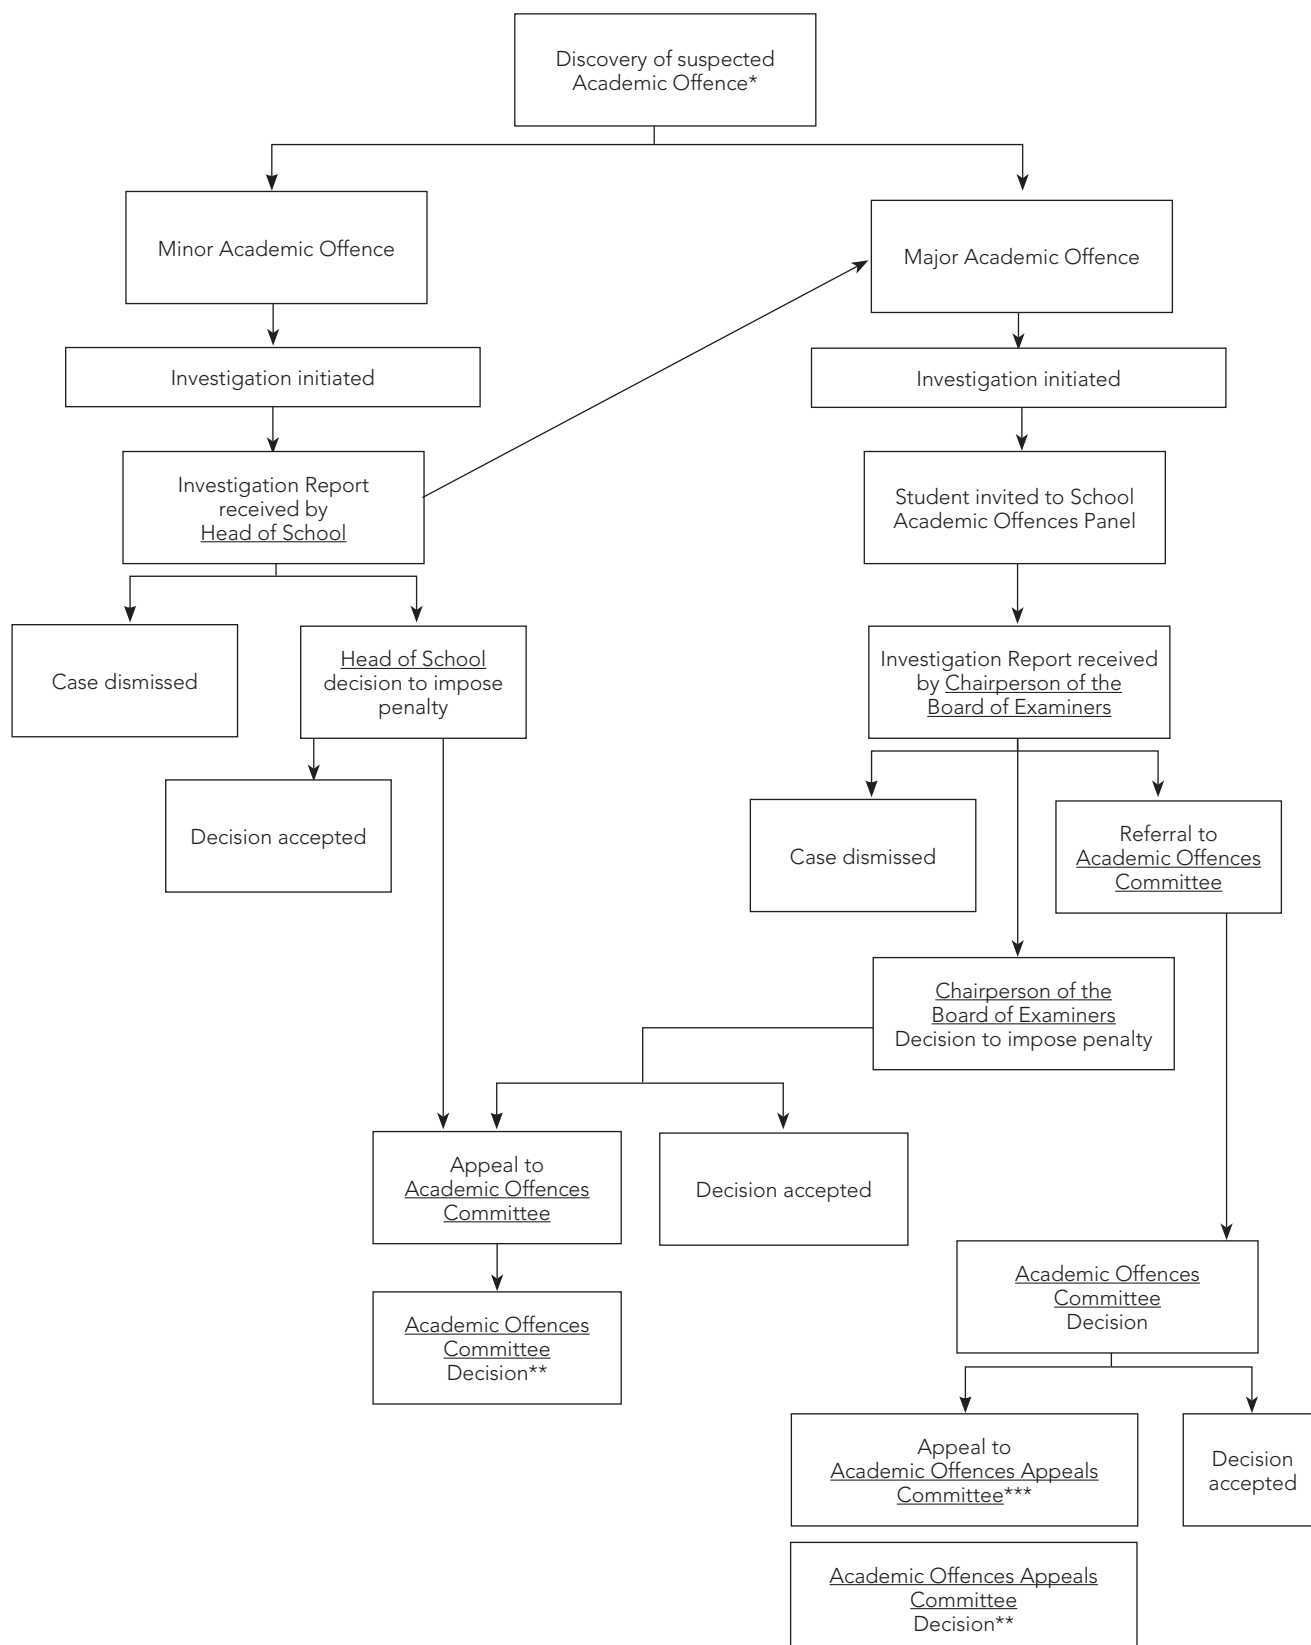 Discovery of suspected
Academic Offence*
Minor Academic Offence
Major Academic Offence
Investigation initiated
Investigation initiated
Investigation Report
received by
Head of School
Student invited to School
Academic Offences Panel
Case dismissed
Head of School
decision to impose
penalty
Investigation Report received
by Chairperson of the
Board of Examiners
Decision accepted
Case dismissed
Referral to
Academic Offences
Committee
Chairperson of the
Board of Examiners
Decision to impose penalty
Appeal to
Academic Offences
Committee
Decision accepted
Academic Offences
Committee
Decision**
Academic Offences
Committee
Decision
Appeal to
Academic Offences Appeals
Committee***
Decision
accepted
Academic Offences Appeals
Committee
Decision**